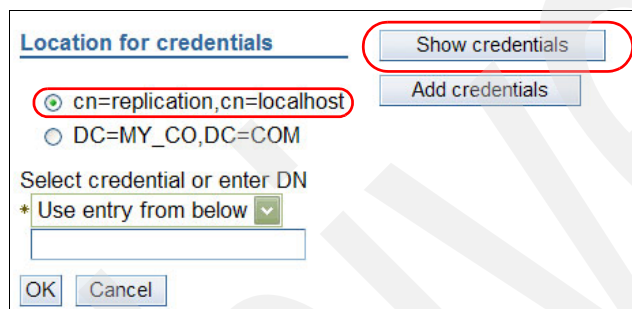 Location for credentials
Show credentials
cn=replication,cn=localhost
Add credentials
DC=MY_CO,DC=COM
Select credential or enter DN
* Use entry from below
OK
Cancel